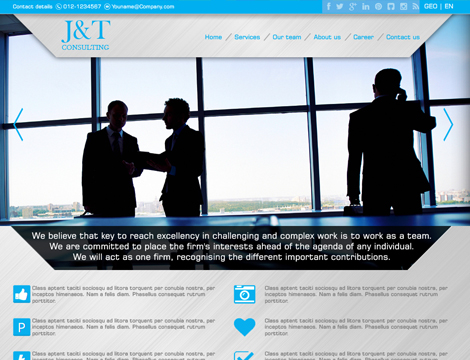 Contact details 012-1234567 Youname@Company.com GEO | EN
J&T
CONSULTING
Home / Services / Our team / About us / Career / Contact us
We believe that key to reach excellency in challenging and complex work is to work as a team.
We are committed to place the firm's interests ahead of the agenda of any individual.
We will act as one firm, recognising the different important contributions.
Class aptent taciti sociosqu ad litora torquent per conubia nostra, per
inceptos himenaeos. Nam a felis diam. Phasellus consequat rutrum
porttitor.
Class aptent taciti sociosqu ad litora torquent per conubia nostra, per
inceptos himenaeos. Nam a felis diam. Phasellus consequat rutrum
porttitor.
P
Class aptent taciti sociosqu ad litora torquent per conubia nostra, per
inceptos himenaeos. Nam a felis diam. Phasellus consequat rutrum
porttitor.
Class aptent taciti sociosqu ad litora torquent per conubia nostra, per
inceptos himenaeos. Nam a felis diam. Phasellus consequat rutrum
porttitor.
Class aptent taciti sociosqu ad litora torquent per conubia nostra, per
Class aptent taciti sociosqu ad litora torquent per conubia nostra, per